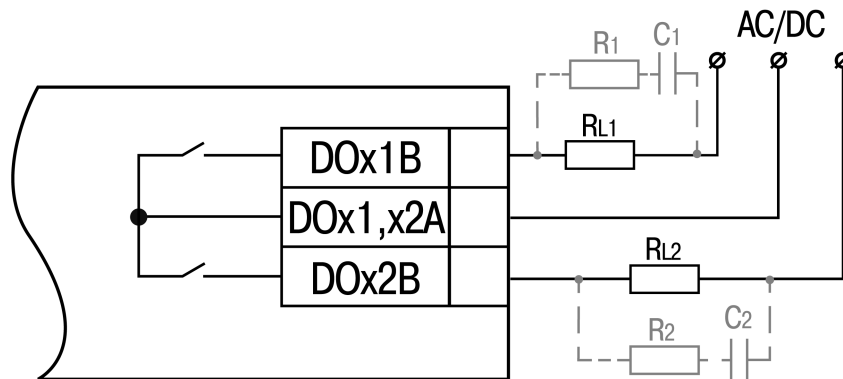 AC/DC
R1 C1
RL1
DOx1B
DOx1,x2A
DOx2B
RL2
R2 C2